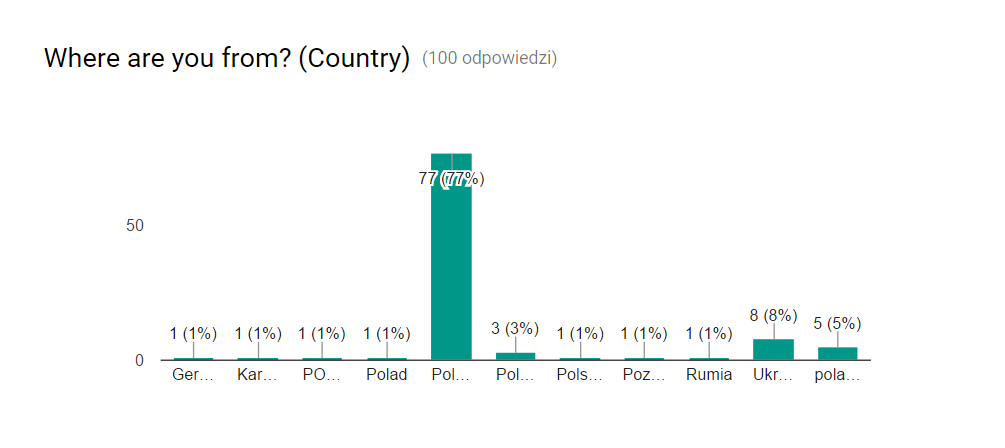 Where are you from? (Country) (100 odpowiedzi)
77 (77%)
50
8 (8%)
5 (5%)
3 (3%)
1 (1%) 1 (1%) 1 (1%) 1 (1%) 1 (1%) 1 (1%) 1 (1%)
0
Ger... Kar... PO... Polad Pol... Pol... Pols... Poz... Rumia Ukr... pola...